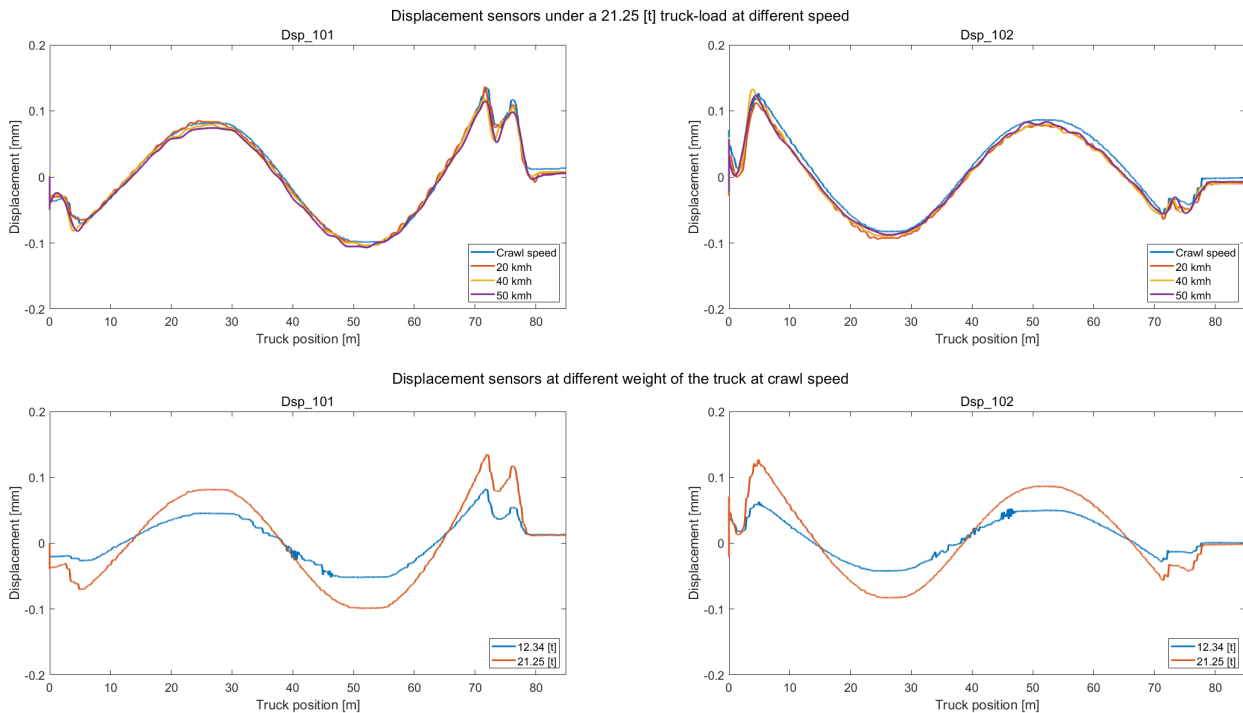 Displacement sensors under a 21.25 [t] truck-load at different speed
Dsp_101
Displacement [mm]
0.2
0.1
0
-0.1
-0.2
Crawl speed
20 kmh
40 kmh
50 kmh
0 10 20 30 40 50 60 70 80
Truck position [m]
Dsp_102
Displacement [mm]
0.2
0.1
0
-0.1
-0.2
Crawl speed
20 kmh
40 kmh
50 kmh
0 10 20 30 40 50 60 70 80
Truck position [m]
Displacement sensors at different weight of the truck at crawl speed
Dsp_101
Displacement [mm]
0.2
0.1
0
-0.1
-0.2
12.34 [t]
21.25 [t]
0 10 20 30 40 50 60 70 80
Truck position [m]
Dsp_102
Displacement [mm]
0.2
0.1
0
-0.1
-0.2
12.34 [t]
21.25 [t]
0 10 20 30 40 50 60 70 80
Truck position [m]